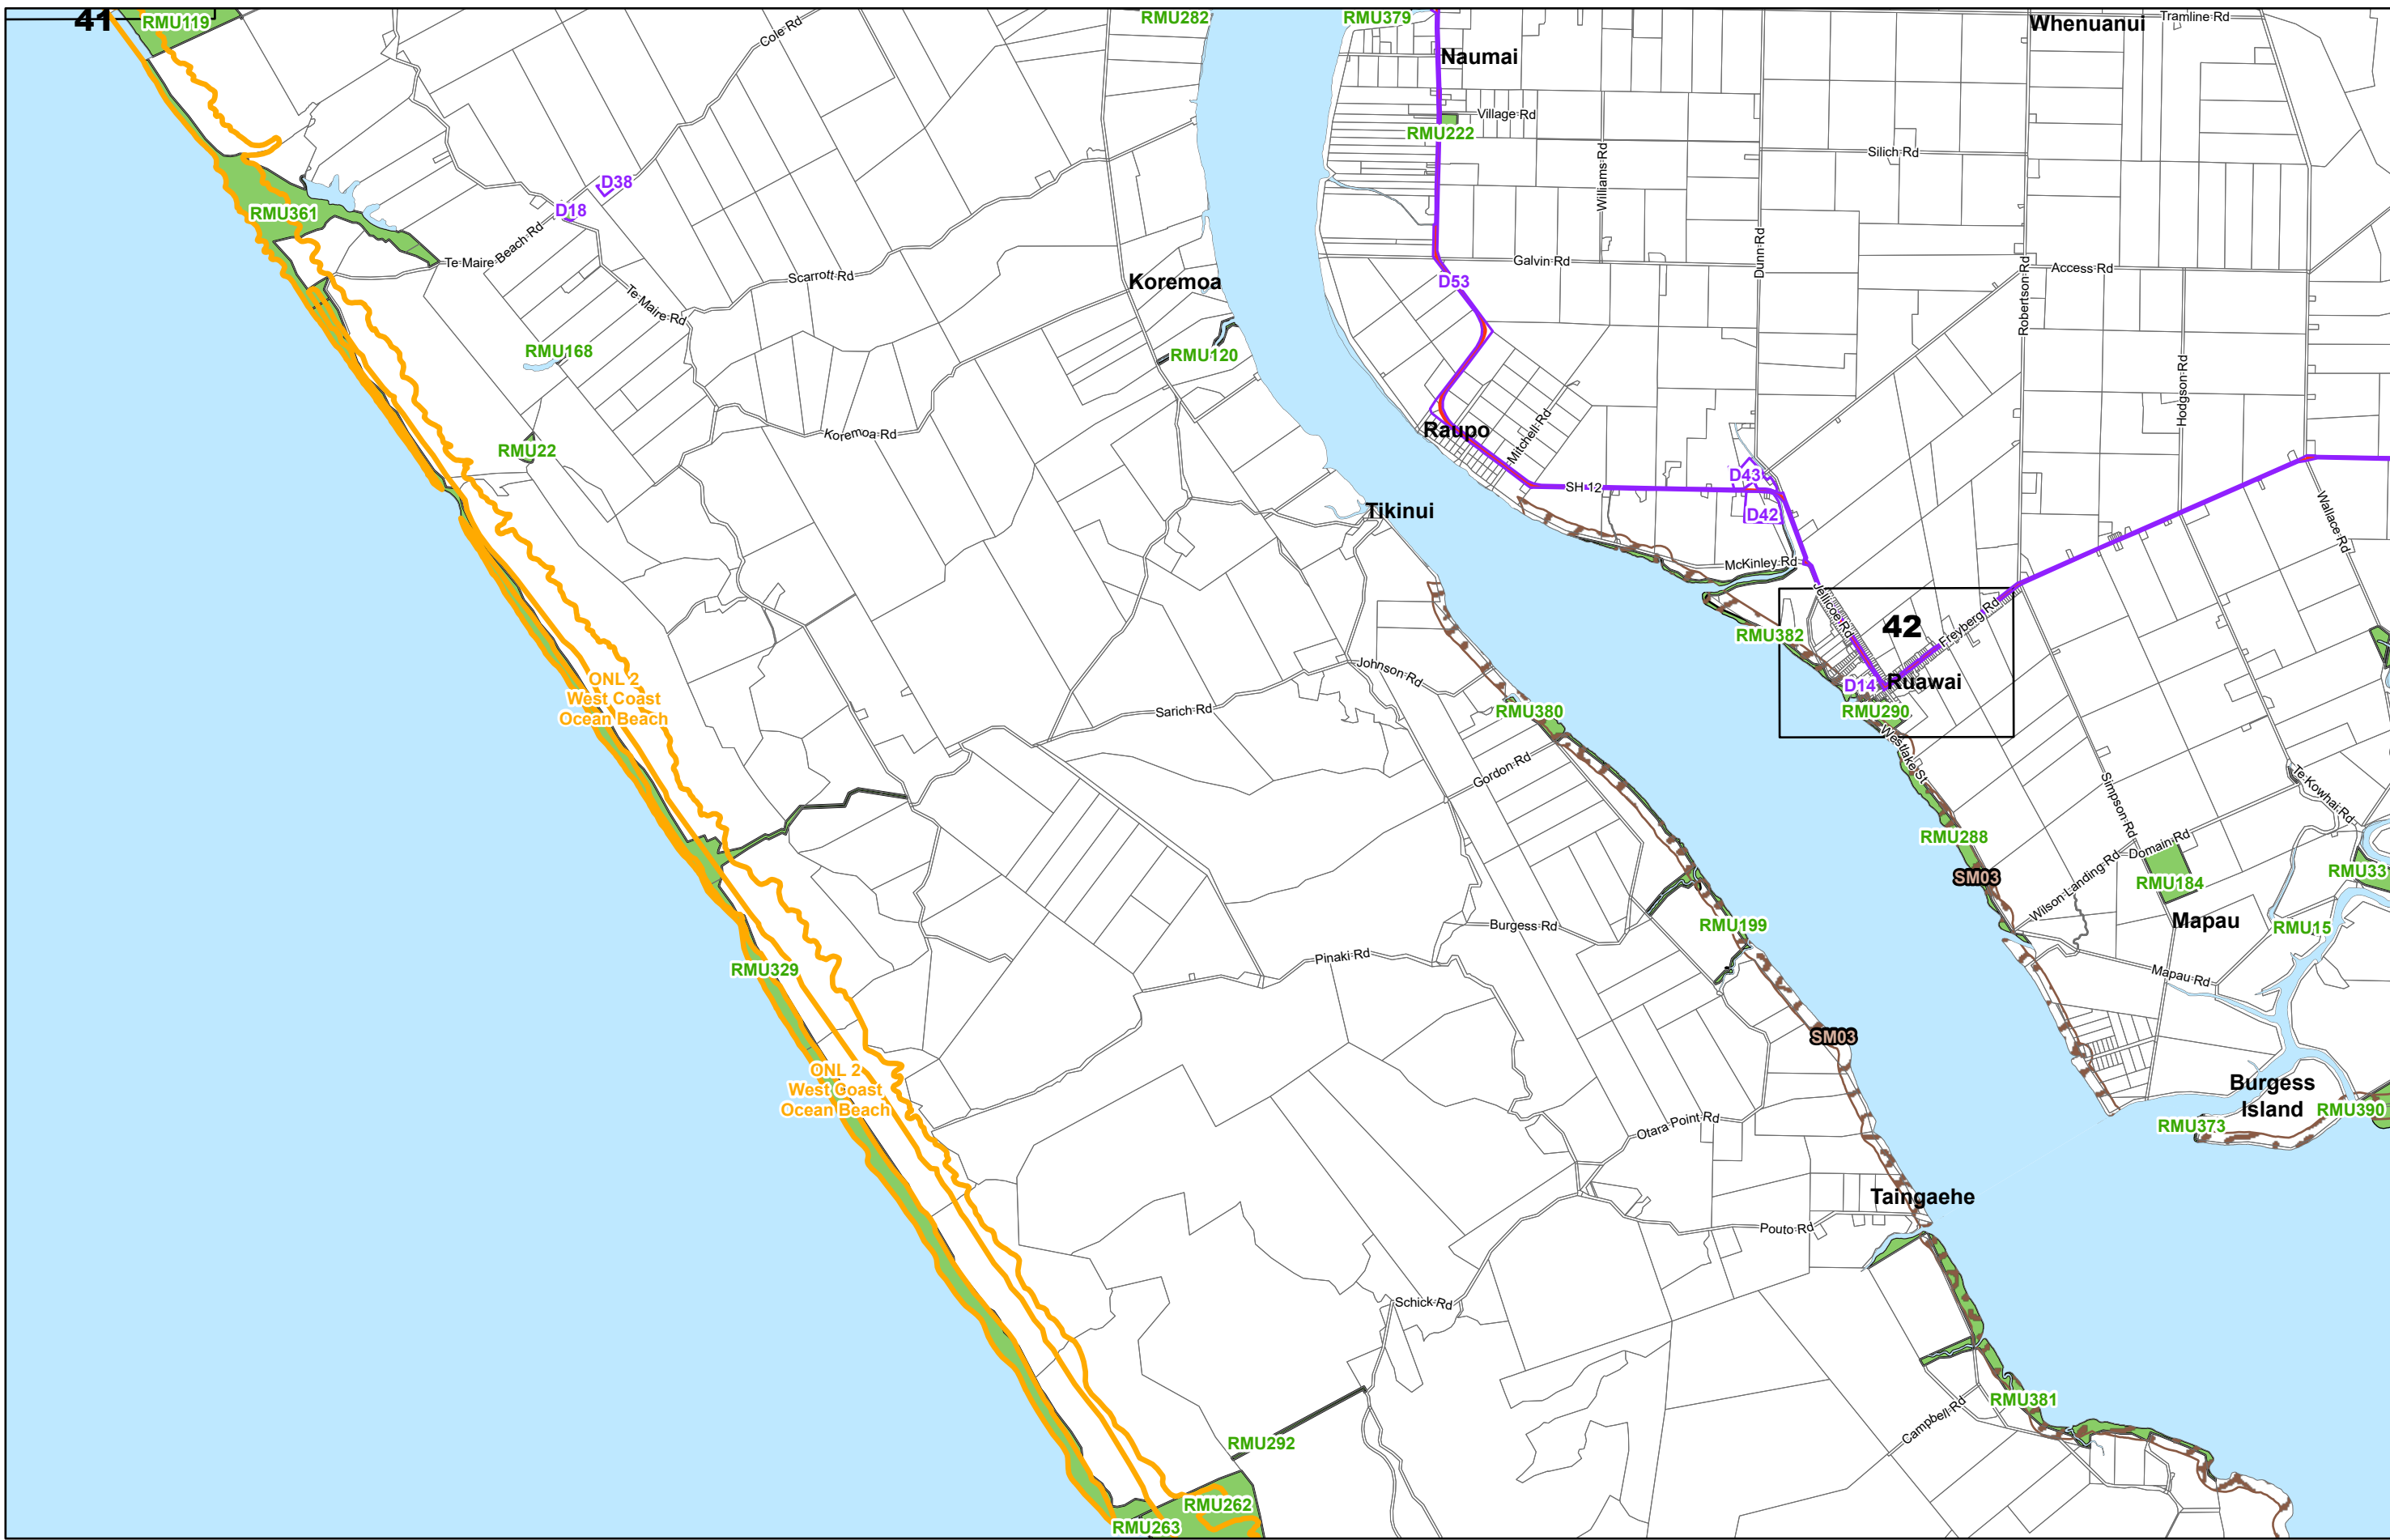 41
RMU119
Cole Rd
RMU282
RMU379
Whenuanui
Tramline Rd
Naumai
Village Rd
RMU222
Williams Rd
Silich Rd
D38
D18
RMU361
Te Maire Beach Rd
Scarrott Rd
Te Maire Rd
Koremoa
Galvin Rd
D53
Dunn Rd
Robertson Rd
Access Rd
RMU168
RMU120
Hodgson Rd
RMU22
Koremoa Rd
Raupo
Mitchell Rd
D43
SH 12
D42
Tikinui
Wallace Rd
McKinley Rd
Jellicoe Rd
RMU382
42
Freyberg Rd
ONL 2
West Coast
Ocean Beach
Johnson Rd
D14
Ruawai
Sarich Rd
RMU380
RMU290
Westlake St
Gordon Rd
Simpson Rd
Te Kowhai Rd
RMU288
Domain Rd
SM03
Wilson Landing Rd
RMU184
RMU33
Mapau
RMU15
Burgess Rd
RMU199
Pinaki Rd
RMU329
Mapau Rd
SM03
ONL 2
West Coast
Ocean Beach
Burgess
Island
RMU390
RMU373
Otara Point Rd
Taingaehe
Pouto Rd
Schick Rd
RMU381
Campbell Rd
RMU292
RMU262
RMU263